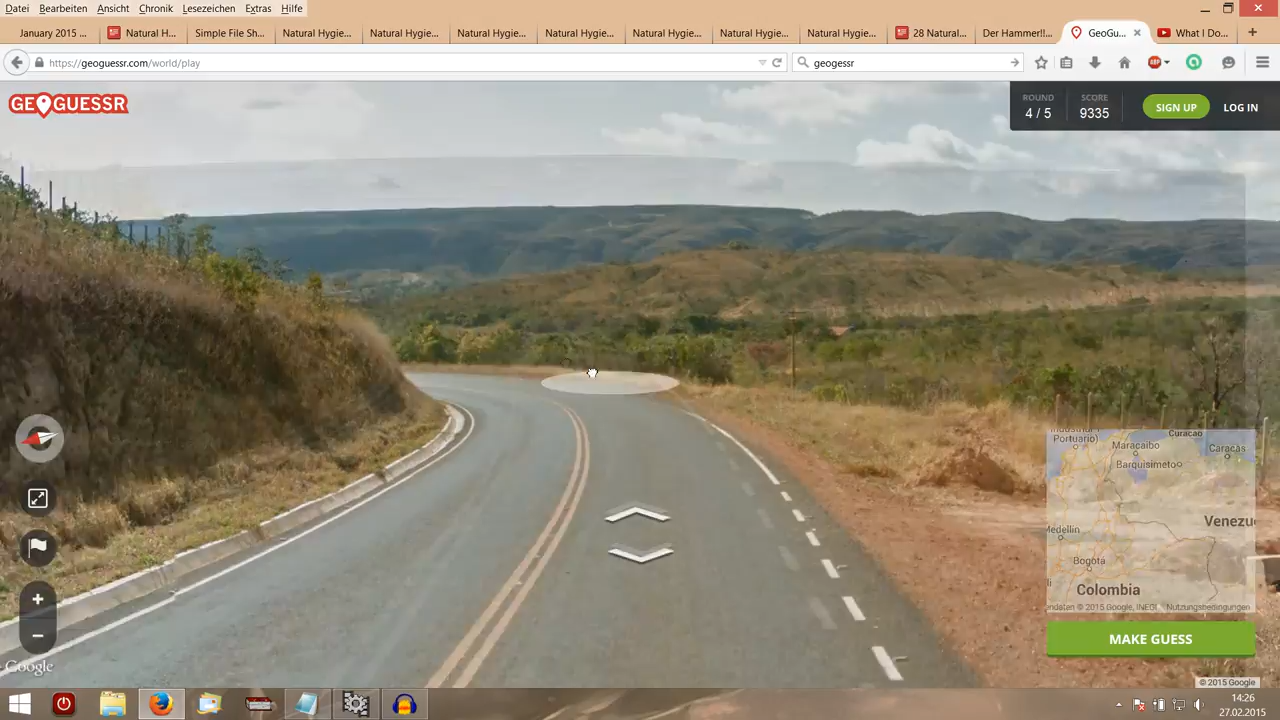 Datei Bearbeiten Ansicht Chronik Lesezeichen Extras Hilfe
January 2015 ... Natural H... Simple File Sh... Natural Hygie... Natural Hygie... Natural Hygie... Natural Hygie... Natural Hygie... Natural Hygie... Natural Hygie... 28 Natural... Der Hammer!!... GeoGu... What I Do...
https://geoguessr.com/world/play
geogessr
ABP
GEOGUESSR
ROUND
4 / 5
SCORE
9335
SIGN UP
LOG IN
Portuario)
Maracaibo
Curacao
Caracas
Barquisimeto
Medellin
Venezu
Bogota
Colombia
© 2015 Google, INEGI
Nutzungsbedingungen
MAKE GUESS
Google
© 2015 Google
14:26
27.02.2015